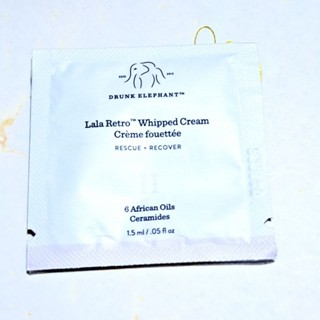 DRUNK ELEPHANT™
Lala Retro™ Whipped Cream
Crème fouettée
RESCUE + RECOVER
6 African Oils
Ceramides
1.5 ml / .05 fl oz